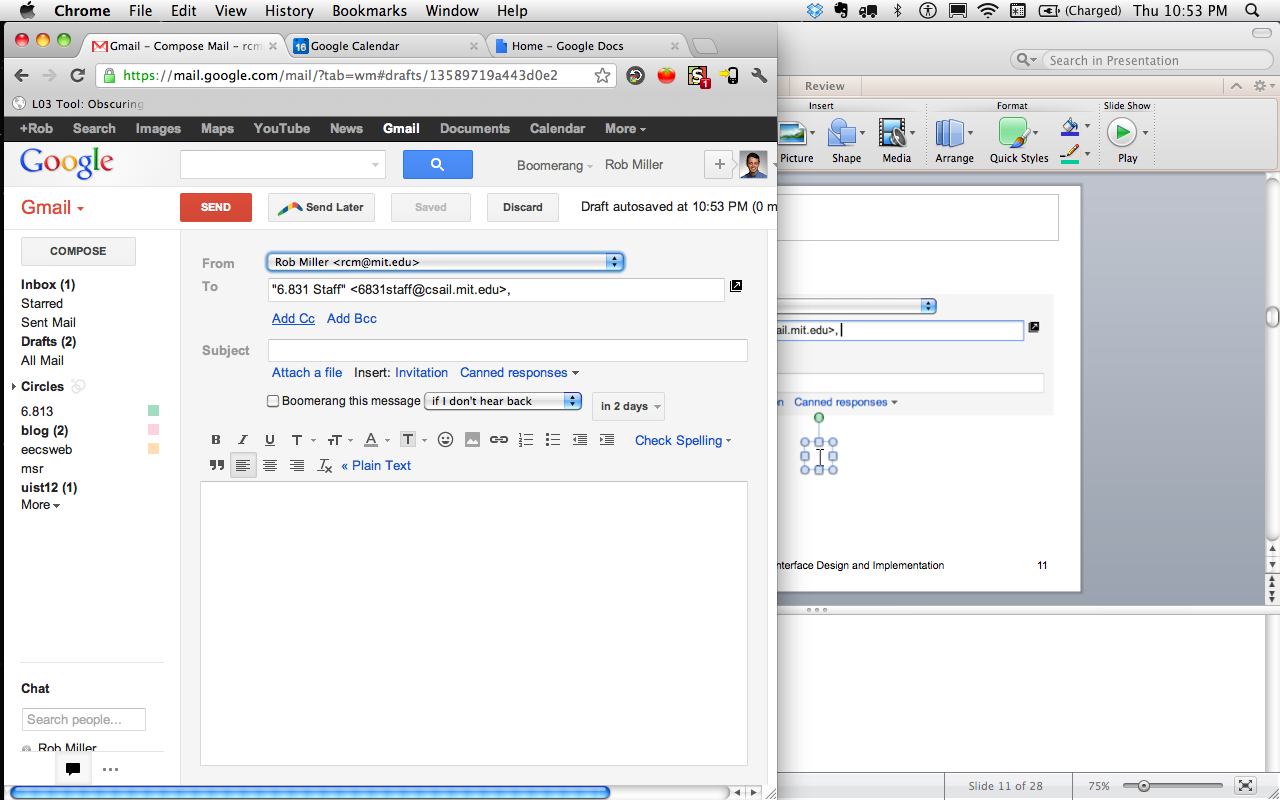 Chrome File Edit View History Bookmarks Window Help (Charged) Thu 10:53 PM
Gmail – Compose Mail – rcm Google Calendar Home – Google Docs
https://mail.google.com/mail/?tab=wm#drafts/13589719a443d0e2
Search in Presentation
L03 Tool: Obscuring
Review
Insert Format Slide Show
Picture Shape Media Arrange Quick Styles Play
+Rob Search Images Maps YouTube News Gmail Documents Calendar More
Google Boomerang Rob Miller +
Gmail SEND Send Later Saved Discard Draft autosaved at 10:53 PM (0 m
COMPOSE
Inbox (1)
Starred
Sent Mail
Drafts (2)
All Mail
Circles
6.813
blog (2)
eecsweb
msr
uist12 (1)
More
From Rob Miller <rcm@mit.edu>
To "6.831 Staff" <6831staff@csail.mit.edu>,
Add Cc Add Bcc
Subject
Attach a file Insert: Invitation Canned responses
Boomerang this message if I don't hear back in 2 days
B I U T TT A T Check Spelling
« Plain Text
Chat
Search people...
Rob Miller
ail.mit.edu>,
n Canned responses
nterface Design and Implementation 11
Slide 11 of 28 75%